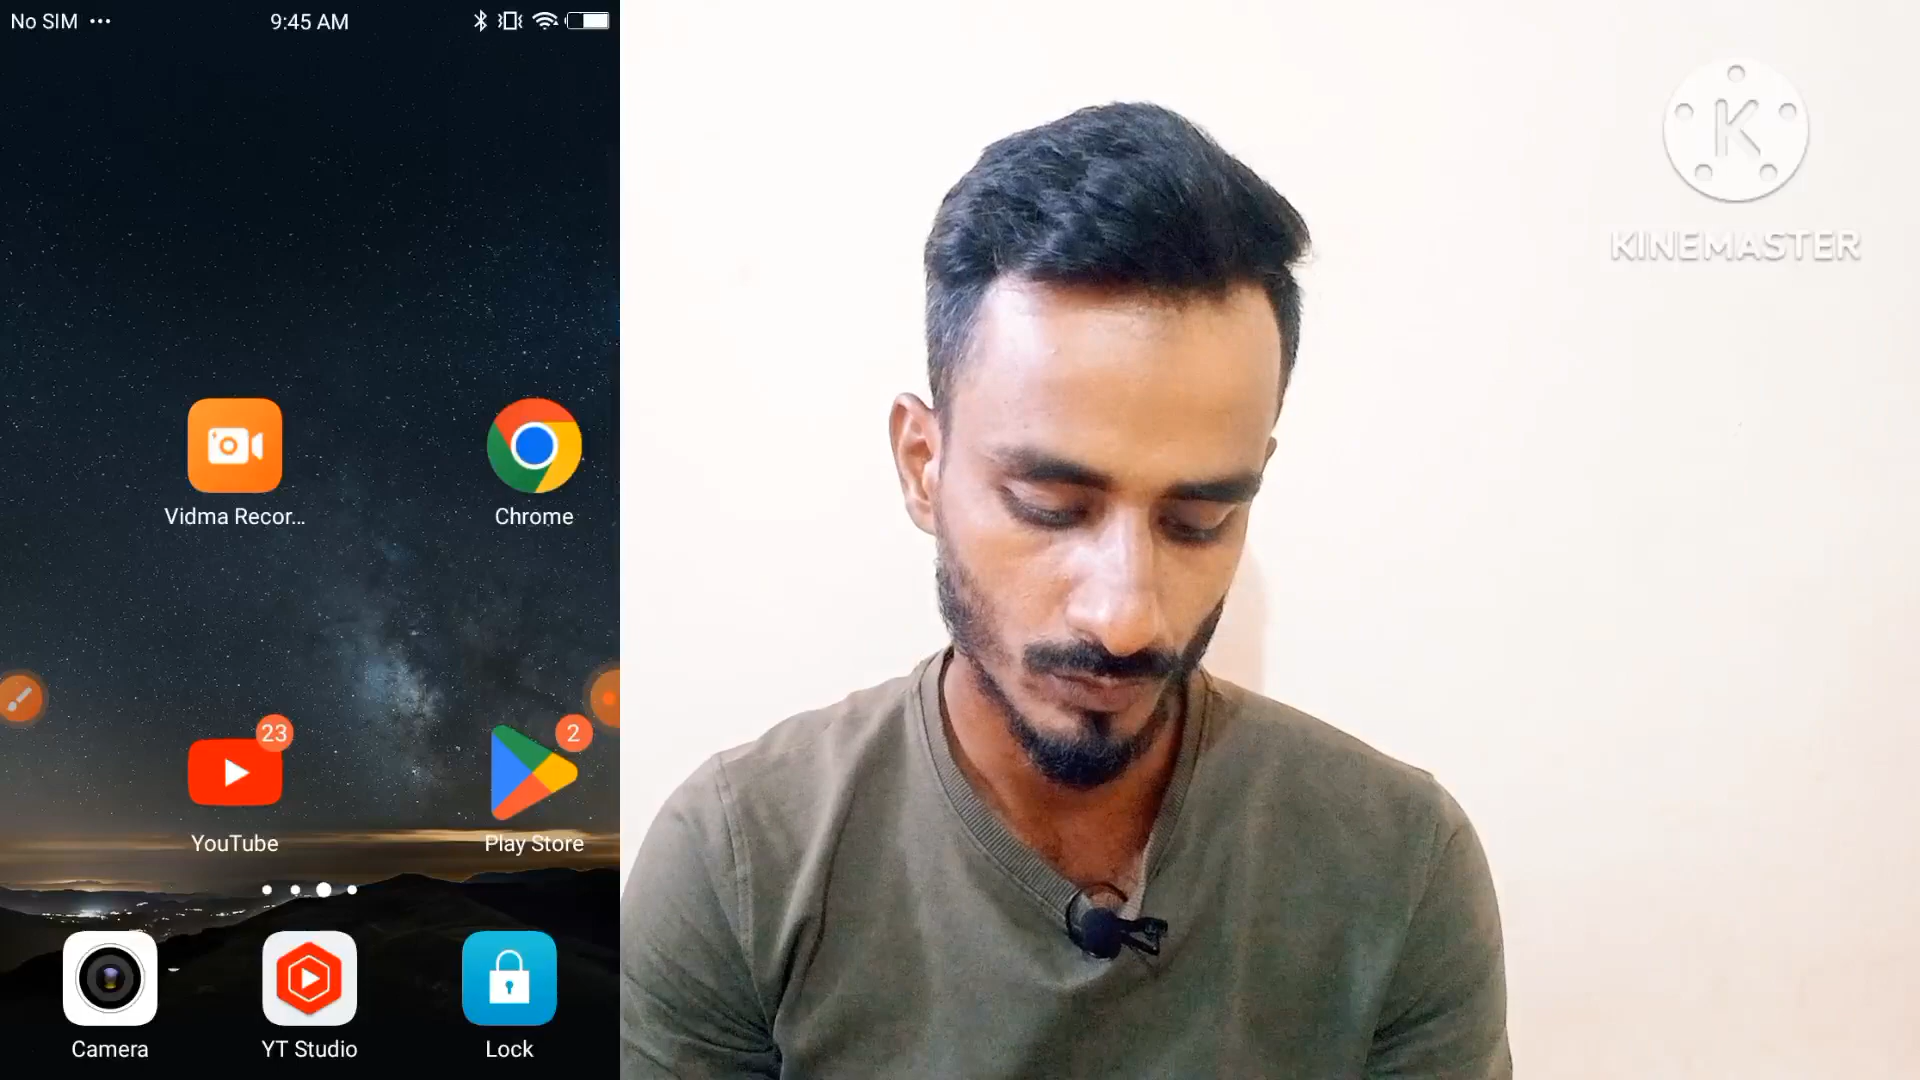 No SIM ••• 9:45 AM
Vidma Recor... Chrome
23 2
YouTube Play Store
Camera YT Studio Lock
K
KINEMASTER